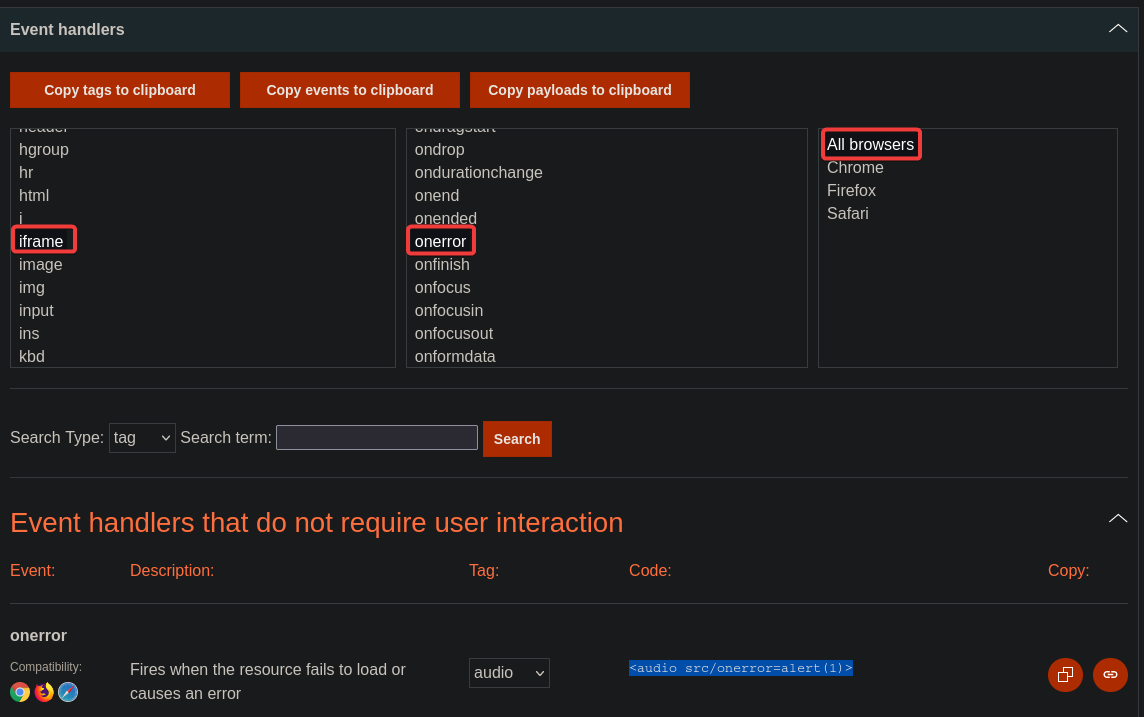 Event handlers
Copy tags to clipboard Copy events to clipboard Copy payloads to clipboard
header
hgroup
hr
html
i
iframe
image
img
input
ins
kbd
ondragstart
ondrop
ondurationchange
onend
onended
onerror
onfinish
onfocus
onfocusin
onfocusout
onformdata
All browsers
Chrome
Firefox
Safari
Search Type: tag Search term: Search
Event handlers that do not require user interaction
Event: Description: Tag: Code: Copy:
onerror
Compatibility:
Fires when the resource fails to load or
causes an error
audio
<audio src/onerror=alert(1)>